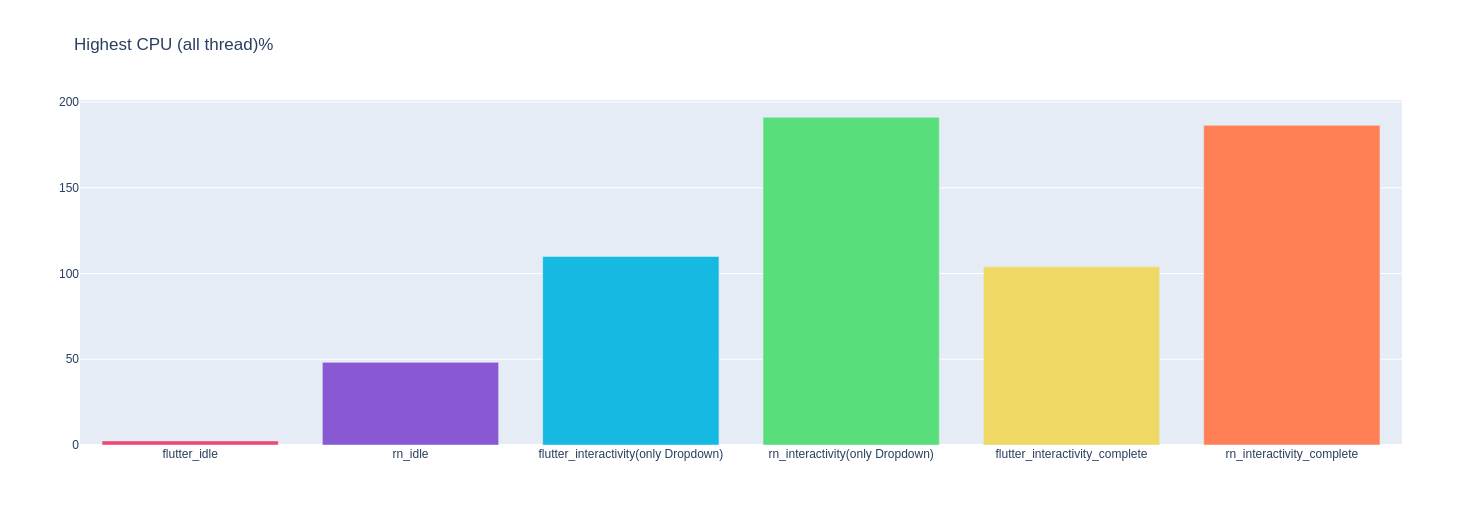 Highest CPU (all thread)%
200
150
100
50
0
flutter_idle
rn_idle
flutter_interactivity(only Dropdown)
rn_interactivity(only Dropdown)
flutter_interactivity_complete
rn_interactivity_complete